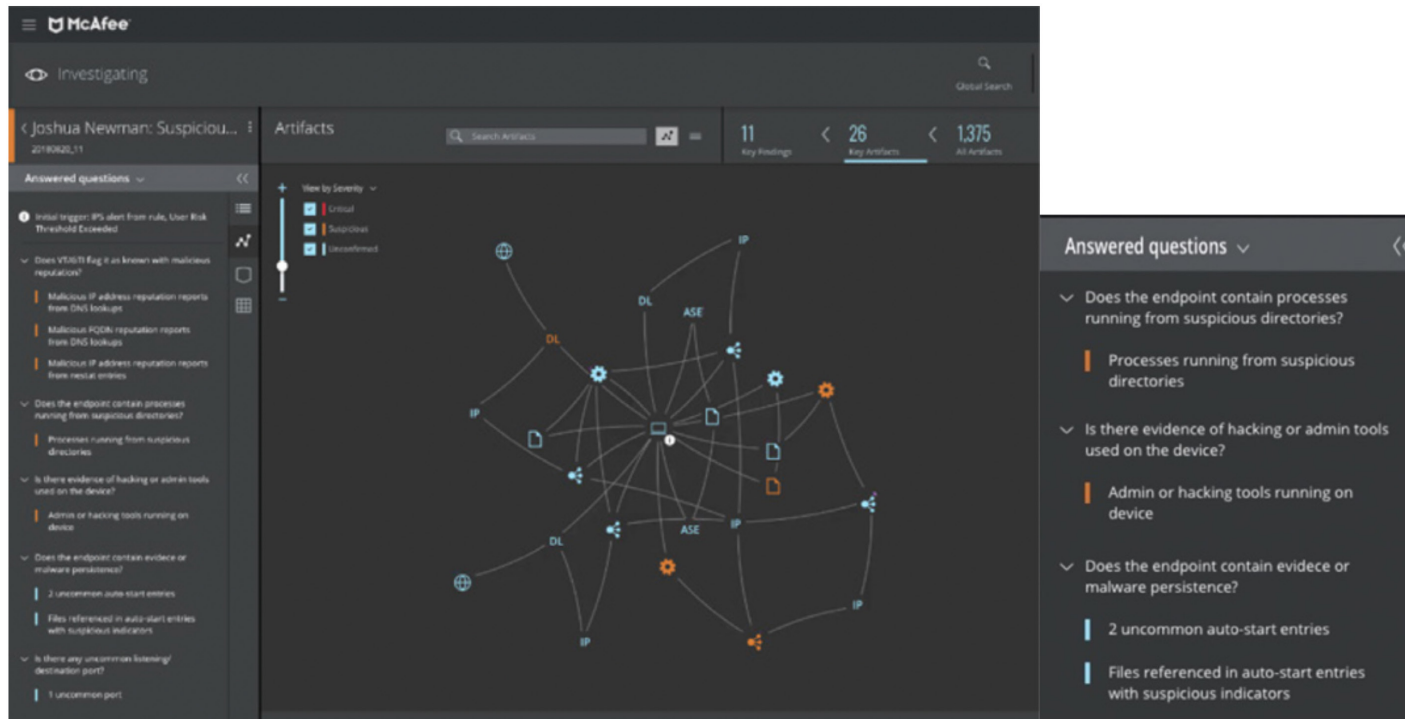 McAfee
Investigating
Global Search
Joshua Newman: Suspiciou...
20180620_11
Artifacts
Search Artifacts
11
Key Findings
26
Key Artifacts
1,375
All Artifacts
Answered questions
Initial trigger: IPS alert from rule, User Risk
Threshold Exceeded
Does VT/GTI flag it as known with malicious
reputation?
Malicious IP address reputation reports
from DNS lookups
Malicious FQDN reputation reports
from DNS lookups
Malicious IP address reputation reports
from nestat entries
Does the endpoint contain processes
running from suspicious directories?
Processes running from suspicious
directories
Is there evidence of hacking or admin tools
used on the device?
Admin or hacking tools running on
device
Does the endpoint contain evidece or
malware persistence?
2 uncommon auto-start entries
Files referenced in auto-start entries
with suspicious indicators
Is there any uncommon listening/
destination port?
1 uncommon port
View by Severity
Critical
Suspicious
Unconfirmed
IP
DL
ASE
DL
IP
IP
ASE
DL
IP
IP
Answered questions
Does the endpoint contain processes
running from suspicious directories?
Processes running from suspicious
directories
Is there evidence of hacking or admin tools
used on the device?
Admin or hacking tools running on
device
Does the endpoint contain evidece or
malware persistence?
2 uncommon auto-start entries
Files referenced in auto-start entries
with suspicious indicators